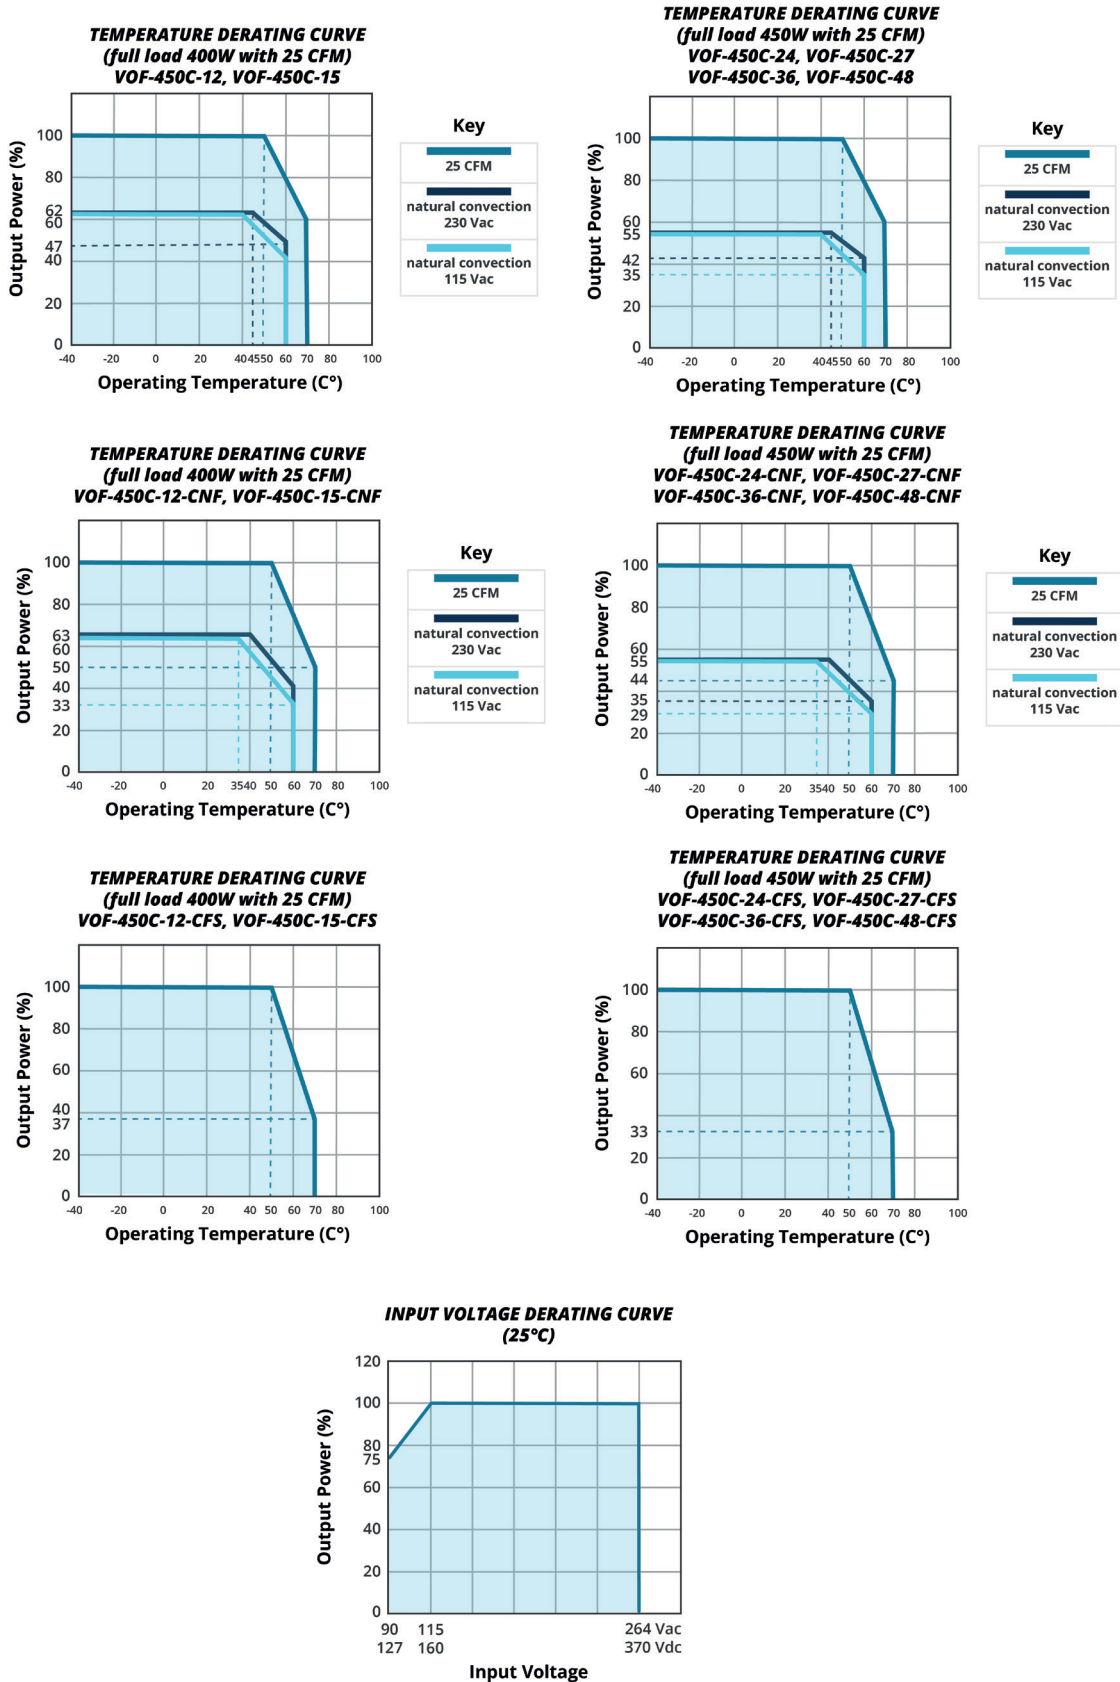 TEMPERATURE DERATING CURVE
(full load 400W with 25 CFM)
VOF-450C-12, VOF-450C-15
Output Power (%)
100
80
62
60
47
40
20
0
-40 -20 0 20 40 45 50 60 70 80 100
Operating Temperature (C°)
Key
25 CFM
natural convection
230 Vac
natural convection
115 Vac
TEMPERATURE DERATING CURVE
(full load 450W with 25 CFM)
VOF-450C-24, VOF-450C-27
VOF-450C-36, VOF-450C-48
Output Power (%)
100
80
60
55
42
35
20
0
-40 -20 0 20 40 45 50 60 70 80 100
Operating Temperature (C°)
Key
25 CFM
natural convection
230 Vac
natural convection
115 Vac
TEMPERATURE DERATING CURVE
(full load 400W with 25 CFM)
VOF-450C-12-CNF, VOF-450C-15-CNF
Output Power (%)
100
80
63
60
50
40
33
20
0
-40 -20 0 20 35 40 50 60 70 80 100
Operating Temperature (C°)
Key
25 CFM
natural convection
230 Vac
natural convection
115 Vac
TEMPERATURE DERATING CURVE
(full load 450W with 25 CFM)
VOF-450C-24-CNF, VOF-450C-27-CNF
VOF-450C-36-CNF, VOF-450C-48-CNF
Output Power (%)
100
80
60
55
44
35
29
20
0
-40 -20 0 20 35 40 50 60 70 80 100
Operating Temperature (C°)
Key
25 CFM
natural convection
230 Vac
natural convection
115 Vac
TEMPERATURE DERATING CURVE
(full load 400W with 25 CFM)
VOF-450C-12-CFS, VOF-450C-15-CFS
Output Power (%)
100
80
60
40
37
20
0
-40 -20 0 20 40 50 60 70 80 100
Operating Temperature (C°)
TEMPERATURE DERATING CURVE
(full load 450W with 25 CFM)
VOF-450C-24-CFS, VOF-450C-27-CFS
VOF-450C-36-CFS, VOF-450C-48-CFS
Output Power (%)
100
80
60
33
20
0
-40 -20 0 20 40 50 60 70 80 100
Operating Temperature (C°)
INPUT VOLTAGE DERATING CURVE
(25°C)
Output Power (%)
120
100
80
75
60
40
20
0
90 115 264 Vac
127 160 370 Vdc
Input Voltage